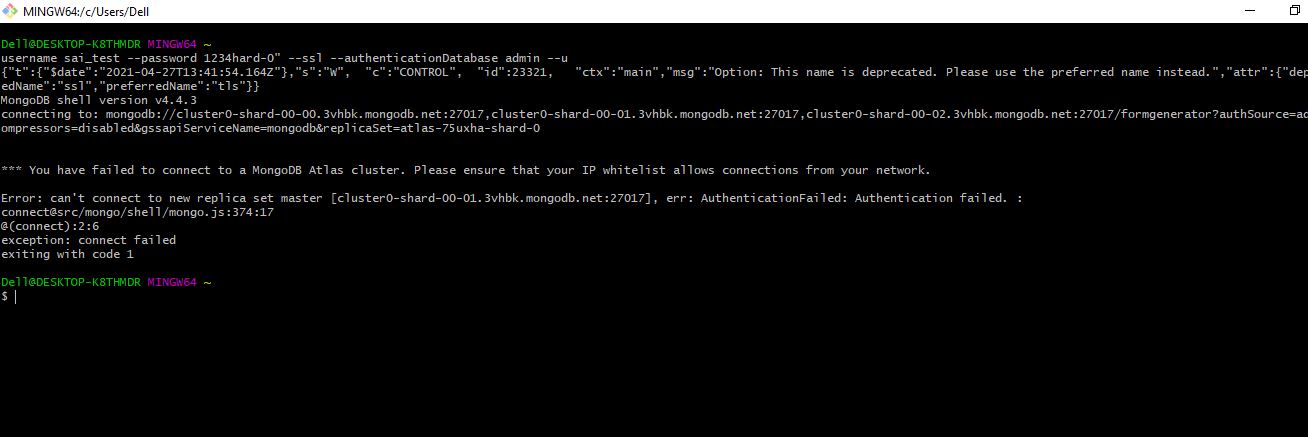 MINGW64:/c/Users/Dell
Dell@DESKTOP-K8THMDR MINGW64 ~
username sai_test --password 1234hard-0" --ssl --authenticationDatabase admin --u
{"t":{"$date":"2021-04-27T13:41:54.164Z"},"s":"W", "c":"CONTROL", "id":23321, "ctx":"main","msg":"Option: This name is deprecated. Please use the preferred name instead.","attr":{"dep
edName":"ssl","preferredName":"tls"}}
MongoDB shell version v4.4.3
connecting to: mongodb://cluster0-shard-00-00.3vhbk.mongodb.net:27017,cluster0-shard-00-01.3vhbk.mongodb.net:27017,cluster0-shard-00-02.3vhbk.mongodb.net:27017/formgenerator?authSource=ad
ompressors=disabled&gssapiServiceName=mongodb&replicaSet=atlas-75uxha-shard-0
*** You have failed to connect to a MongoDB Atlas cluster. Please ensure that your IP whitelist allows connections from your network.
Error: can't connect to new replica set master [cluster0-shard-00-01.3vhbk.mongodb.net:27017], err: AuthenticationFailed: Authentication failed. :
connect@src/mongo/shell/mongo.js:374:17
@(connect):2:6
exception: connect failed
exiting with code 1
Dell@DESKTOP-K8THMDR MINGW64 ~
$